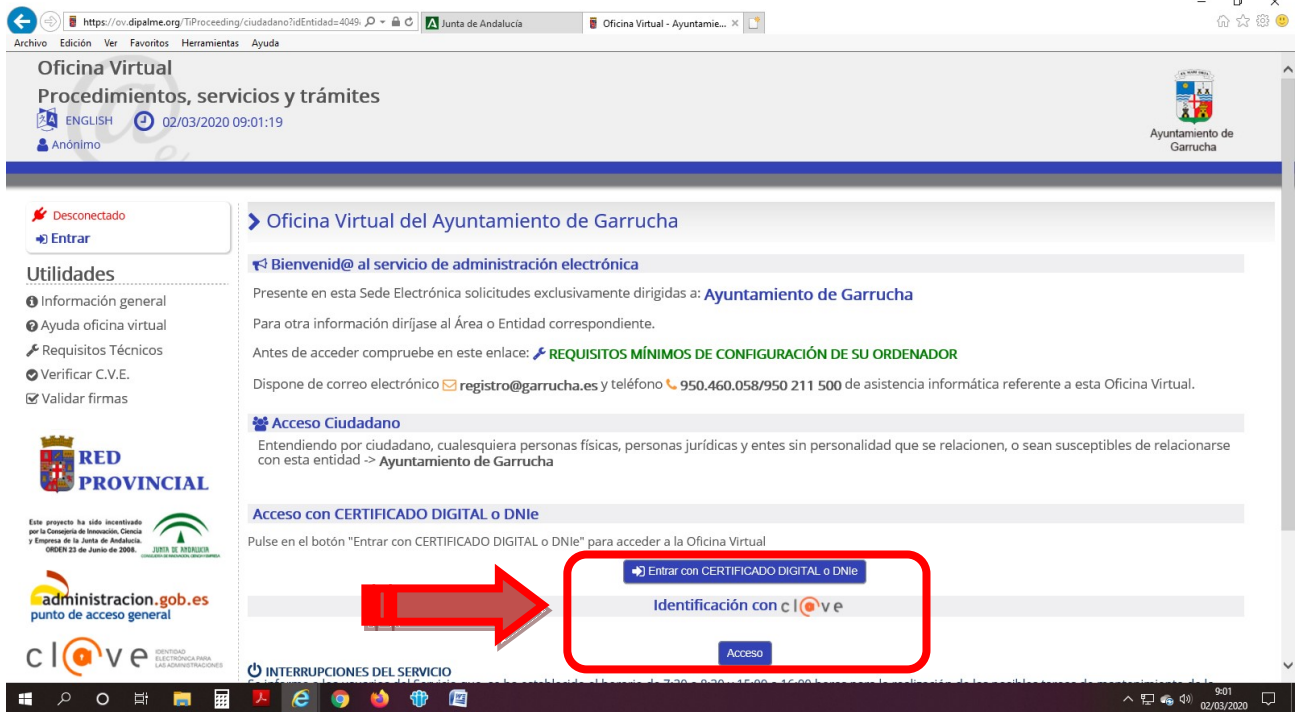 https://ov.dipalme.org/TiProceeding/ciudadano?idEntidad=4049
Junta de Andalucía
Oficina Virtual - Ayuntamie...
Archivo Edición Ver Favoritos Herramientas Ayuda
Oficina Virtual
Procedimientos, servicios y trámites
ENGLISH 02/03/2020 09:01:19
Anónimo
Ayuntamiento de
Garrucha
Desconectado
Entrar
Utilidades
Información general
Ayuda oficina virtual
Requisitos Técnicos
Verificar C.V.E.
Validar firmas
RED
PROVINCIAL
Este proyecto ha sido incentivado
por la Consejería de Innovación, Ciencia
y Empresa de la Junta de Andalucía.
ORDEN 23 de Junio de 2008.
JUNTA DE ANDALUCIA
administracion.gob.es
punto de acceso general
cl@ve
IDENTIDAD
ELECTRÓNICA PARA
LAS ADMINISTRACIONES
Oficina Virtual del Ayuntamiento de Garrucha
Bienvenid@ al servicio de administración electrónica
Presente en esta Sede Electrónica solicitudes exclusivamente dirigidas a: Ayuntamiento de Garrucha
Para otra información diríjase al Área o Entidad correspondiente.
Antes de acceder compruebe en este enlace: REQUISITOS MÍNIMOS DE CONFIGURACIÓN DE SU ORDENADOR
Dispone de correo electrónico registro@garrucha.es y teléfono 950.460.058/950 211 500 de asistencia informática referente a esta Oficina Virtual.
Acceso Ciudadano
Entendiendo por ciudadano, cualesquiera personas físicas, personas jurídicas y entes sin personalidad que se relacionen, o sean susceptibles de relacionarse
con esta entidad -> Ayuntamiento de Garrucha
Acceso con CERTIFICADO DIGITAL o DNIe
Pulse en el botón "Entrar con CERTIFICADO DIGITAL o DNIe" para acceder a la Oficina Virtual
Entrar con CERTIFICADO DIGITAL o DNIe
Identificación con cl@ve
Acceso
INTERRUPCIONES DEL SERVICIO
9:01
02/03/2020